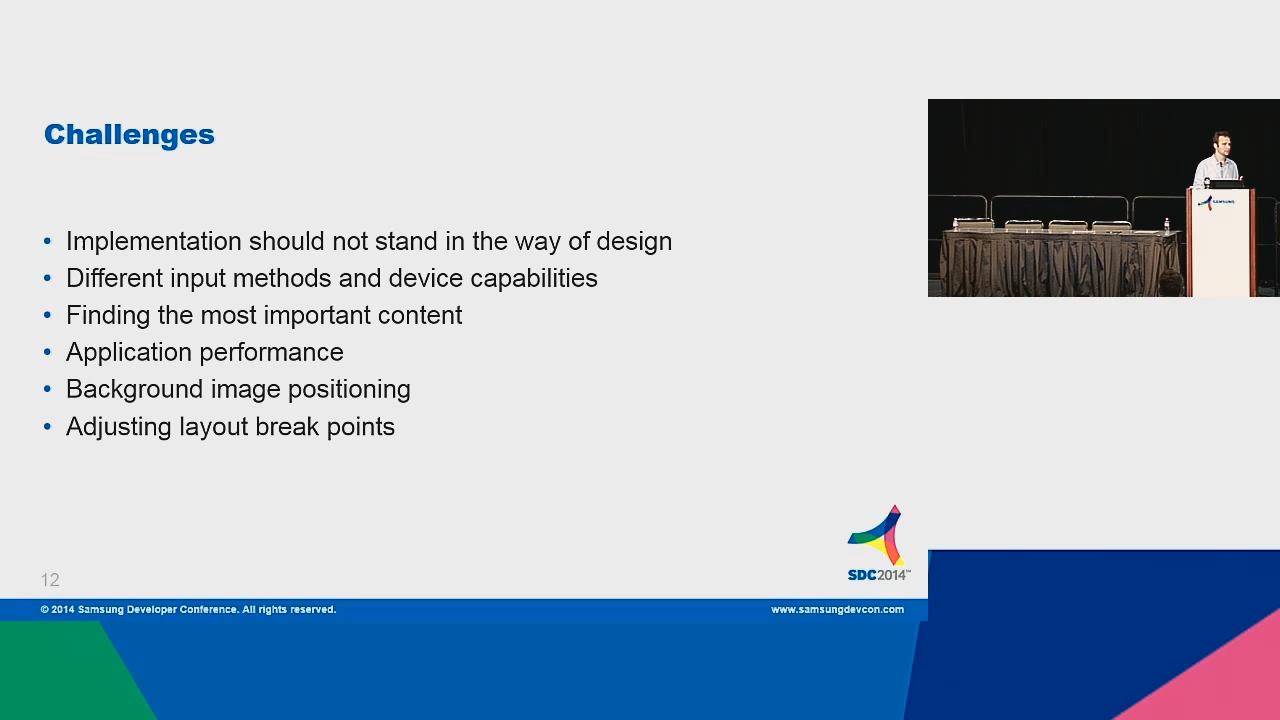 Challenges
• Implementation should not stand in the way of design
• Different input methods and device capabilities
• Finding the most important content
• Application performance
• Background image positioning
• Adjusting layout break points
SAMSUNG
SDC2014™
12
© 2014 Samsung Developer Conference. All rights reserved.
www.samsungdevcon.com